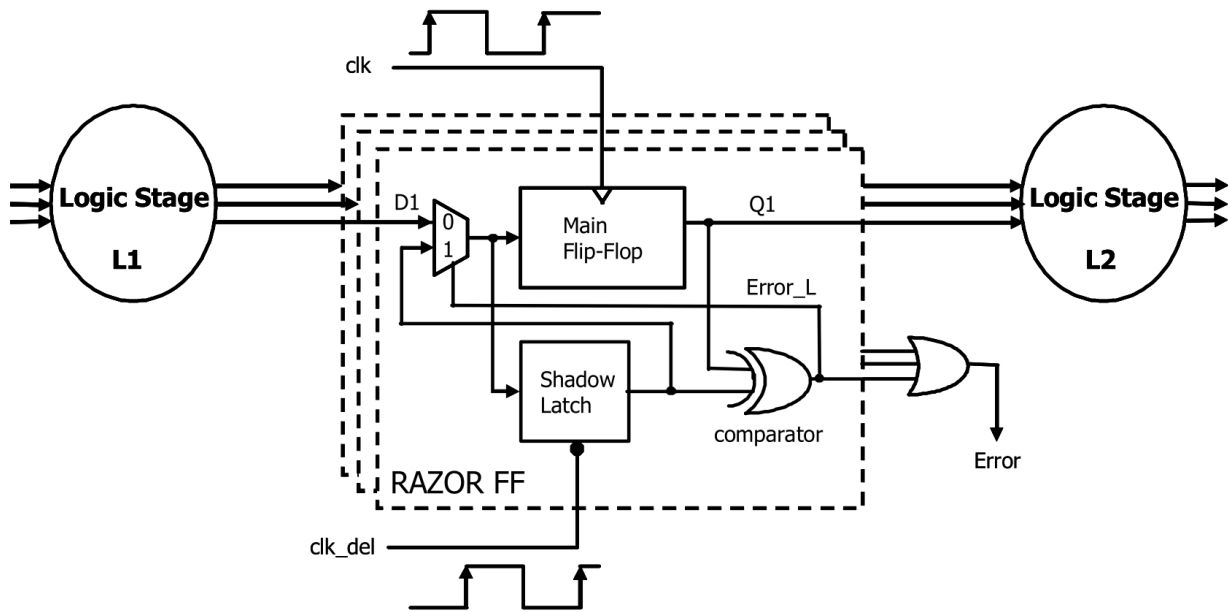 clk
Logic Stage
L1
D1
0
1
Main
Flip-Flop
Q1
Logic Stage
L2
Error_L
Shadow
Latch
comparator
Error
RAZOR FF
clk_del